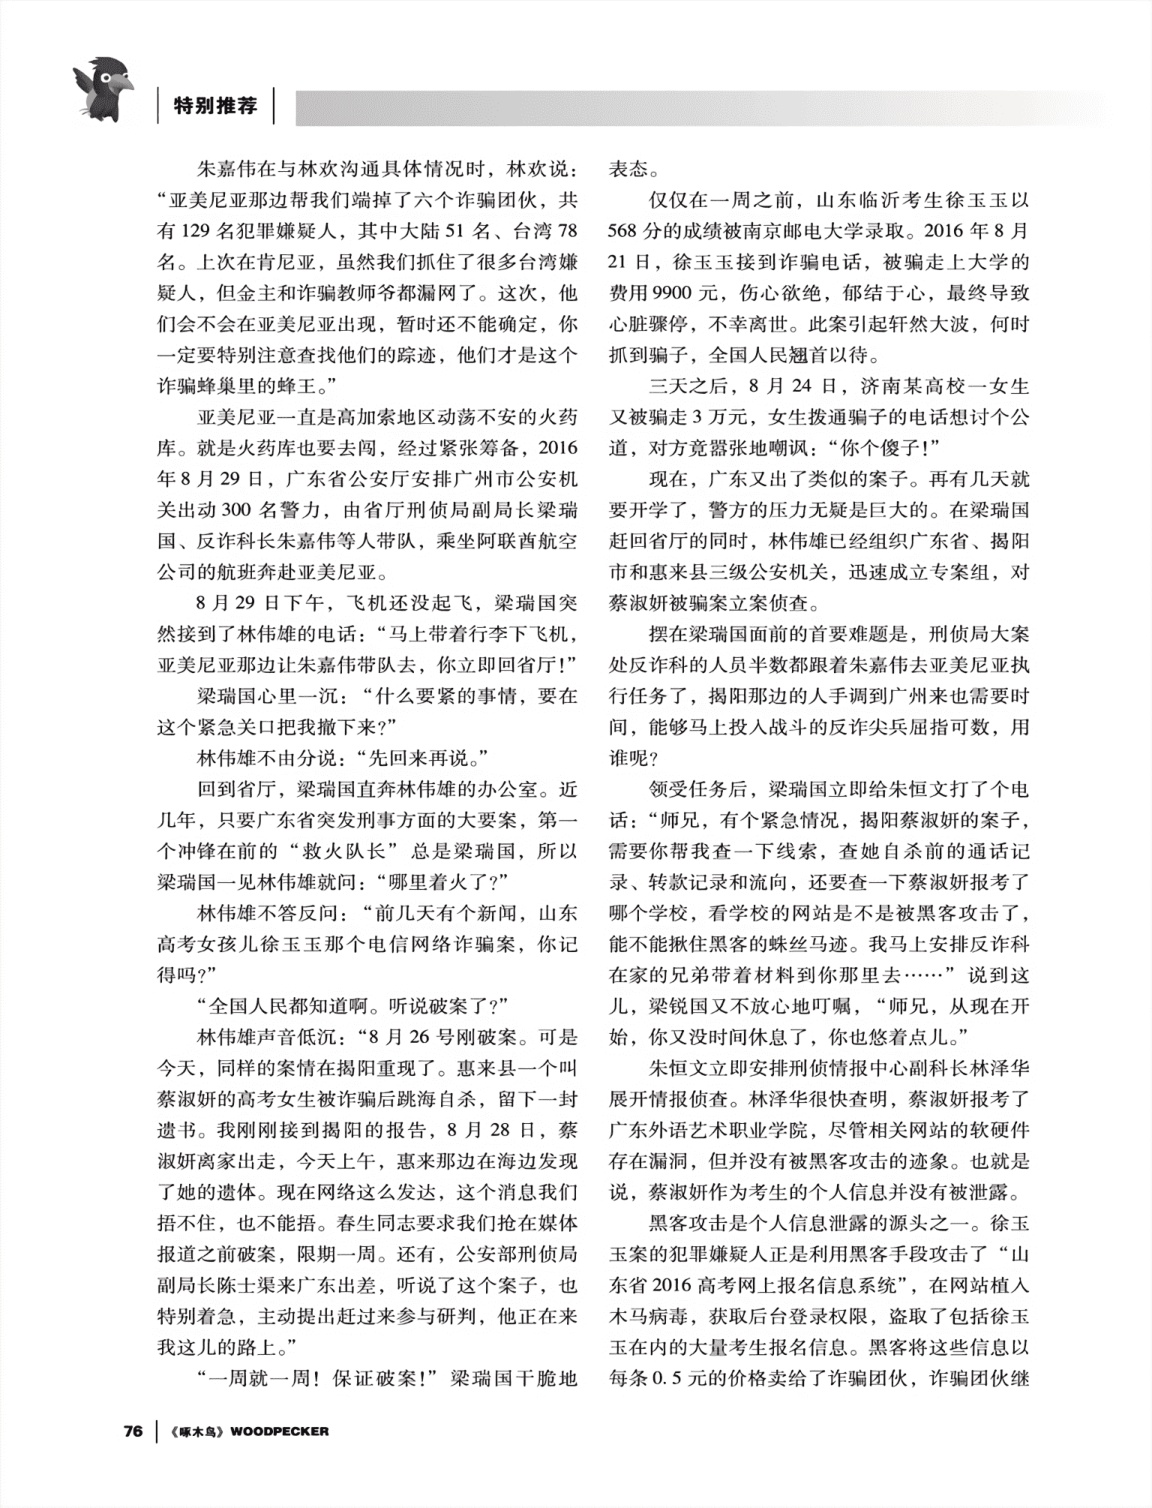 特别推荐
朱嘉伟在与林欢沟通具体情况时，林欢说：
“亚美尼亚那边帮我们端掉了六个诈骗团伙，共
有 129 名犯罪嫌疑人，其中大陆 51 名、台湾 78
名。上次在肯尼亚，虽然我们抓住了很多台湾嫌
疑人，但金主和诈骗教师爷都漏网了。这次，他
们会不会在亚美尼亚出现，暂时还不能确定，你
一定要特别注意查找他们的踪迹，他们才是这个
诈骗蜂巢里的蜂王。”
亚美尼亚一直是高加索地区动荡不安的火药
库。就是火药库也要去闯，经过紧张筹备，2016
年 8 月 29 日，广东省公安厅安排广州市公安机
关出动 300 名警力，由省厅刑侦局副局长梁瑞
国、反诈科长朱嘉伟等人带队，乘坐阿联酋航空
公司的航班奔赴亚美尼亚。
8 月 29 日下午，飞机还没起飞，梁瑞国突
然接到了林伟雄的电话：“马上带着行李下飞机，
亚美尼亚那边让朱嘉伟带队去，你立即回省厅！”
梁瑞国心里一沉：“什么要紧的事情，要在
这个紧急关口把我撤下来？”
林伟雄不由分说：“先回来再说。”
回到省厅，梁瑞国直奔林伟雄的办公室。近
几年，只要广东省突发刑事方面的大要案，第一
个冲锋在前的“救火队长”总是梁瑞国，所以
梁瑞国一见林伟雄就问：“哪里着火了？”
林伟雄不答反问：“前几天有个新闻，山东
高考女孩儿徐玉玉那个电信网络诈骗案，你记
得吗？”
“全国人民都知道啊。听说破案了？”
林伟雄声音低沉：“8 月 26 号刚破案。可是
今天，同样的案情在揭阳重现了。惠来县一个叫
蔡淑妍的高考女生被诈骗后跳海自杀，留下一封
遗书。我刚刚接到揭阳的报告，8 月 28 日，蔡
淑妍离家出走，今天上午，惠来那边在海边发现
了她的遗体。现在网络这么发达，这个消息我们
捂不住，也不能捂。春生同志要求我们抢在媒体
报道之前破案，限期一周。还有，公安部刑侦局
副局长陈士渠来广东出差，听说了这个案子，也
特别着急，主动提出赶过来参与研判，他正在来
我这儿的路上。”
“一周就一周！保证破案！”梁瑞国干脆地
表态。
仅仅在一周之前，山东临沂考生徐玉玉以
568 分的成绩被南京邮电大学录取。2016 年 8 月
21 日，徐玉玉接到诈骗电话，被骗走上大学的
费用 9900 元，伤心欲绝，郁结于心，最终导致
心脏骤停，不幸离世。此案引起轩然大波，何时
抓到骗子，全国人民翘首以待。
三天之后，8 月 24 日，济南某高校一女生
又被骗走 3 万元，女生拨通骗子的电话想讨个公
道，对方竟嚣张地嘲讽：“你个傻子！”
现在，广东又出了类似的案子。再有几天就
要开学了，警方的压力无疑是巨大的。在梁瑞国
赶回省厅的同时，林伟雄已经组织广东省、揭阳
市和惠来县三级公安机关，迅速成立专案组，对
蔡淑妍被骗案立案侦查。
摆在梁瑞国面前的首要难题是，刑侦局大案
处反诈科的人员半数都跟着朱嘉伟去亚美尼亚执
行任务了，揭阳那边的人手调到广州来也需要时
间，能够马上投入战斗的反诈尖兵屈指可数，用
谁呢？
领受任务后，梁瑞国立即给朱恒文打了个电
话：“师兄，有个紧急情况，揭阳蔡淑妍的案子，
需要你帮我查一下线索，查她自杀前的通话记
录、转款记录和流向，还要查一下蔡淑妍报考了
哪个学校，看学校的网站是不是被黑客攻击了，
能不能揪住黑客的蛛丝马迹。我马上安排反诈科
在家的兄弟带着材料到你那里去……”说到这
儿，梁锐国又不放心地叮嘱，“师兄，从现在开
始，你又没时间休息了，你也悠着点儿。”
朱恒文立即安排刑侦情报中心副科长林泽华
展开情报侦查。林泽华很快查明，蔡淑妍报考了
广东外语艺术职业学院，尽管相关网站的软硬件
存在漏洞，但并没有被黑客攻击的迹象。也就是
说，蔡淑妍作为考生的个人信息并没有被泄露。
黑客攻击是个人信息泄露的源头之一。徐玉
玉案的犯罪嫌疑人正是利用黑客手段攻击了“山
东省 2016 高考网上报名信息系统”，在网站植入
木马病毒，获取后台登录权限，盗取了包括徐玉
玉在内的大量考生报名信息。黑客将这些信息以
每条 0. 5 元的价格卖给了诈骗团伙，诈骗团伙继
76 《啄木鸟》WOODPECKER